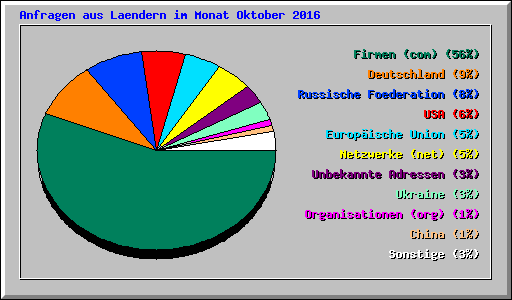 Anfragen aus Laendern im Monat Oktober 2016
Firmen (com) (56%)
Deutschland (9%)
Russische Foederation (8%)
USA (6%)
Europäische Union (5%)
Netzwerke (net) (5%)
Unbekannte Adressen (3%)
Ukraine (3%)
Organisationen (org) (1%)
China (1%)
Sonstige (3%)